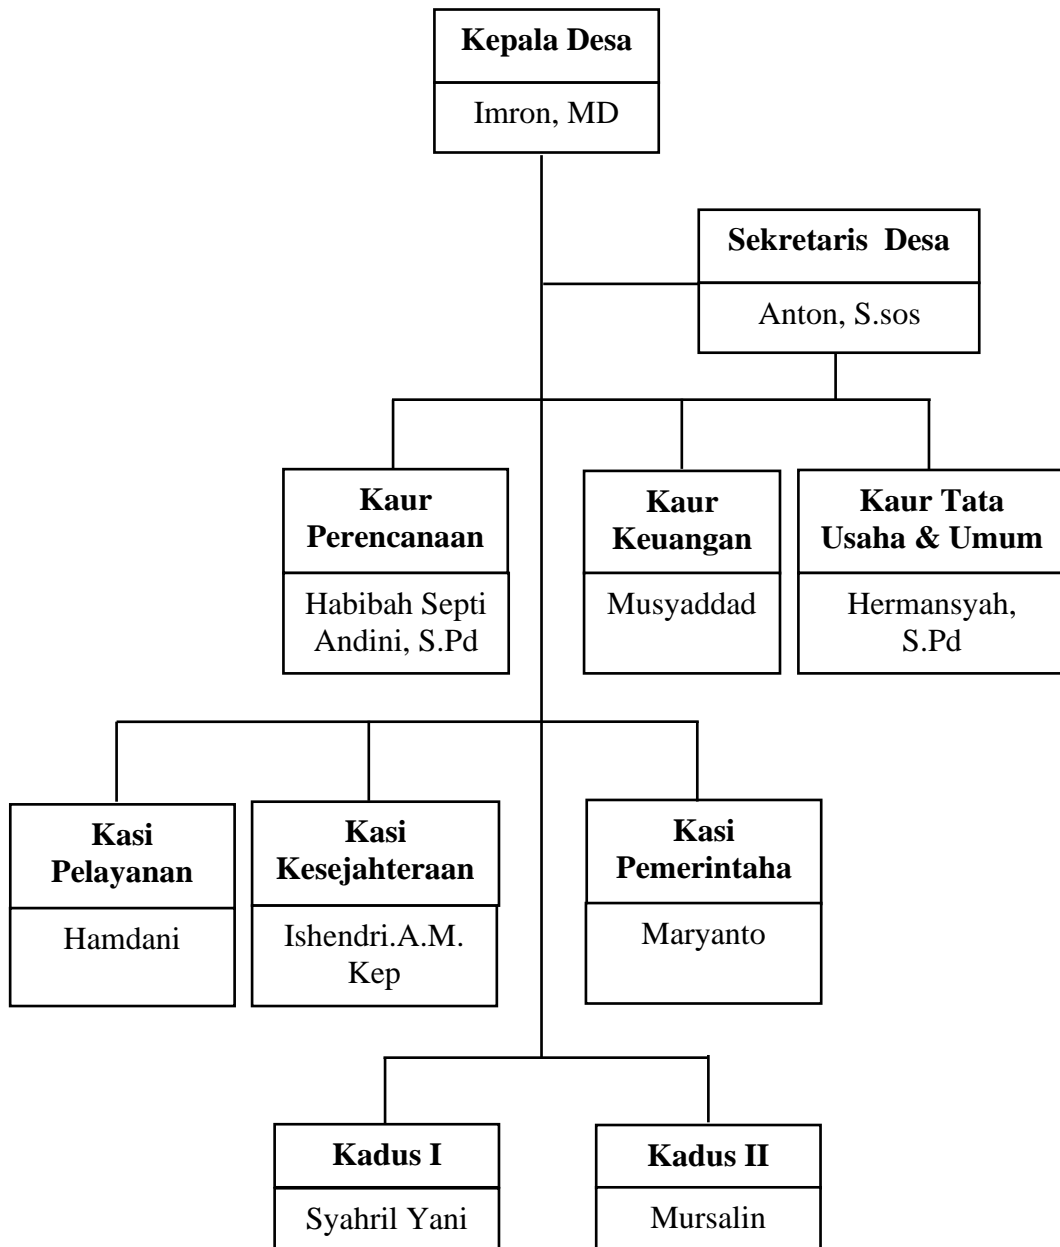 Kepala Desa
Imron, MD
Sekretaris Desa
Anton, S.sos
Kaur
Perencanaan
Habibah Septi
Andini, S.Pd
Kaur
Keuangan
Musyaddad
Kaur Tata
Usaha & Umum
Hermansyah,
S.Pd
Kasi
Pelayanan
Hamdani
Kasi
Kesejahteraan
Ishendri.A.M.
Kep
Kasi
Pemerintaha
Maryanto
Kadus I
Syahril Yani
Kadus II
Mursalin